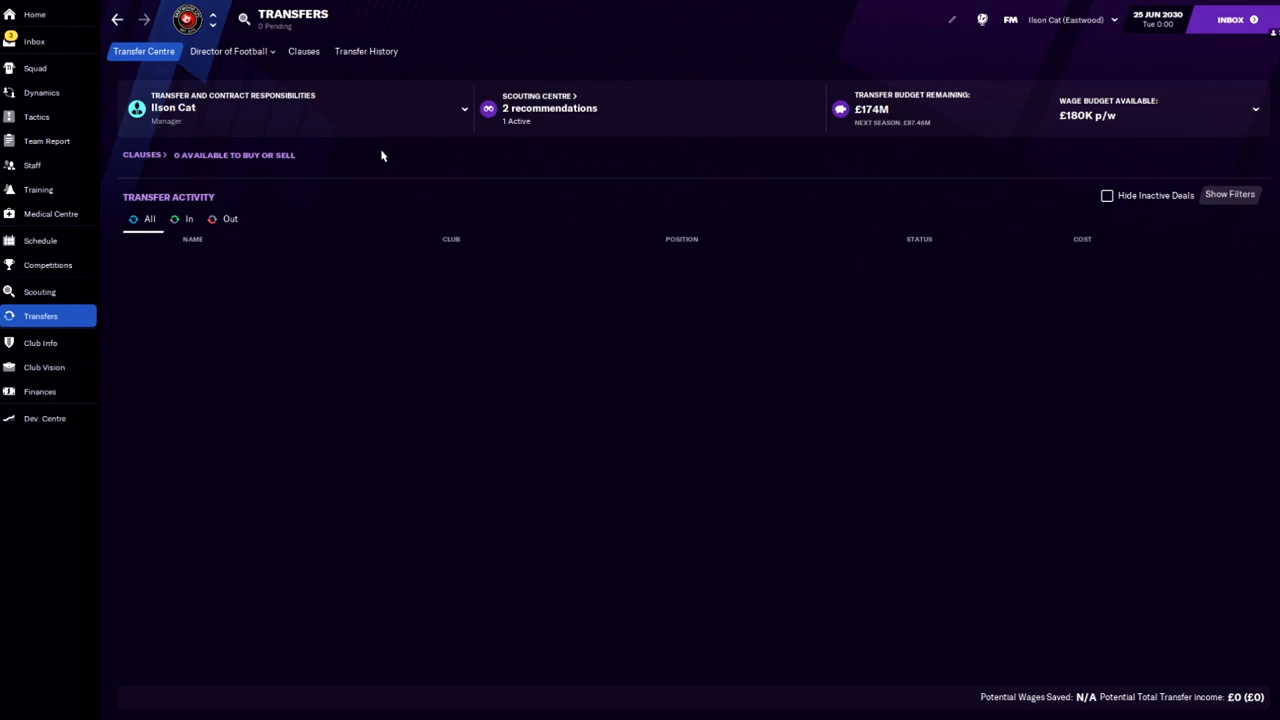 Home
TRANSFERS
0 Pending
FM
Ilson Cat (Eastwood)
25 JUN 2030
Tue 0:00
INBOX
3
Inbox
Squad
Dynamics
Tactics
Team Report
Staff
Training
Medical Centre
Schedule
Competitions
Scouting
Transfers
Club Info
Club Vision
Finances
Dev. Centre
Transfer Centre
Director of Football
Clauses
Transfer History
TRANSFER AND CONTRACT RESPONSIBILITIES
Ilson Cat
Manager
SCOUTING CENTRE >
2 recommendations
1 Active
TRANSFER BUDGET REMAINING:
£174M
NEXT SEASON: £87.46M
WAGE BUDGET AVAILABLE:
£180K p/w
CLAUSES > 0 AVAILABLE TO BUY OR SELL
TRANSFER ACTIVITY
Hide Inactive Deals
Show Filters
All In Out
NAME CLUB POSITION STATUS COST
Potential Wages Saved: N/A Potential Total Transfer income: £0 (£0)